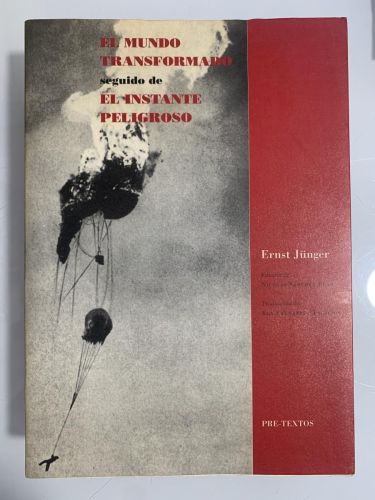 EL MUNDO
TRANSFORMADO
seguido de
EL INSTANTE
PELIGROSO
Ernst Jünger
PRE-TEXTOS